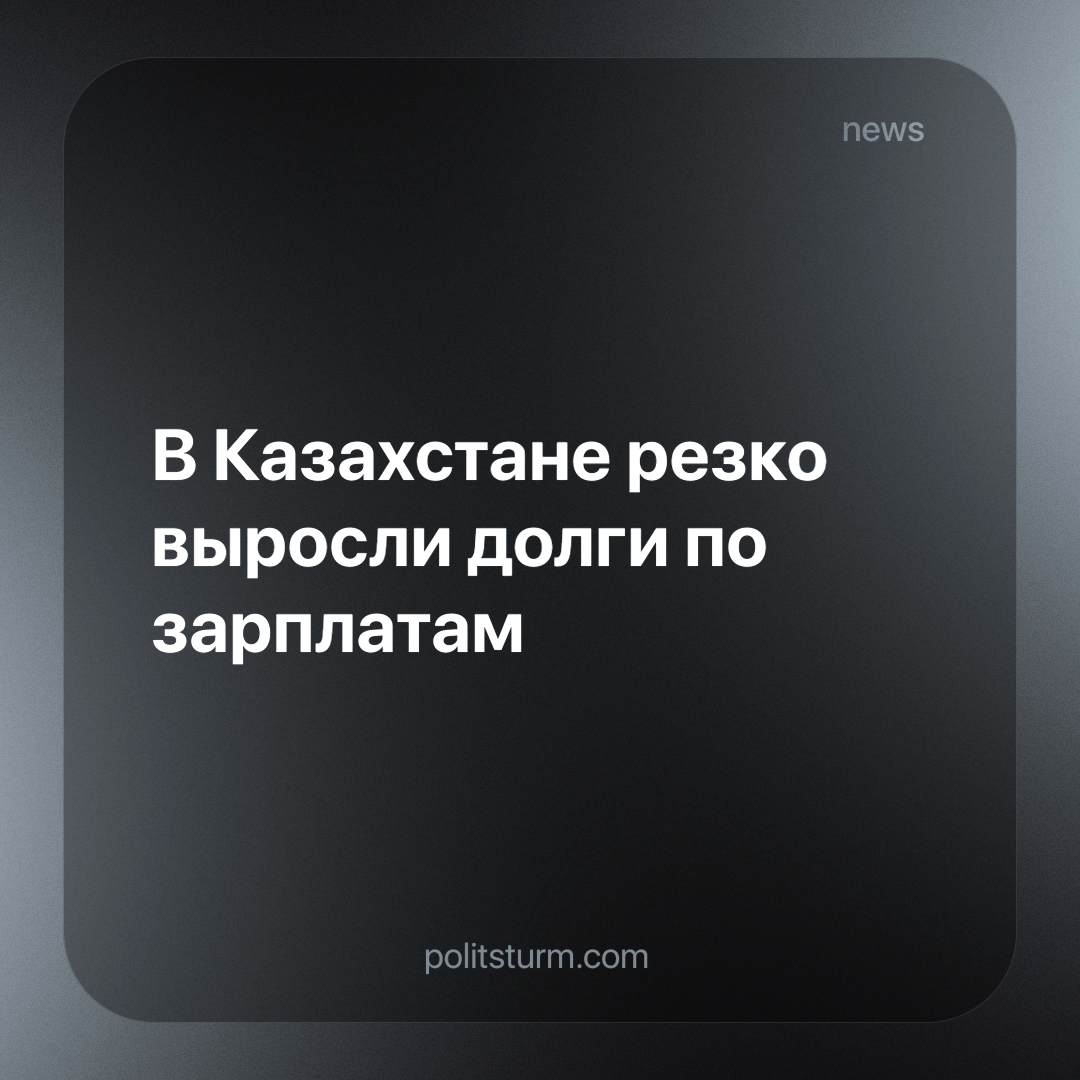 news
В Казахстане резко
выросли долги по
зарплатам
politsturm.com